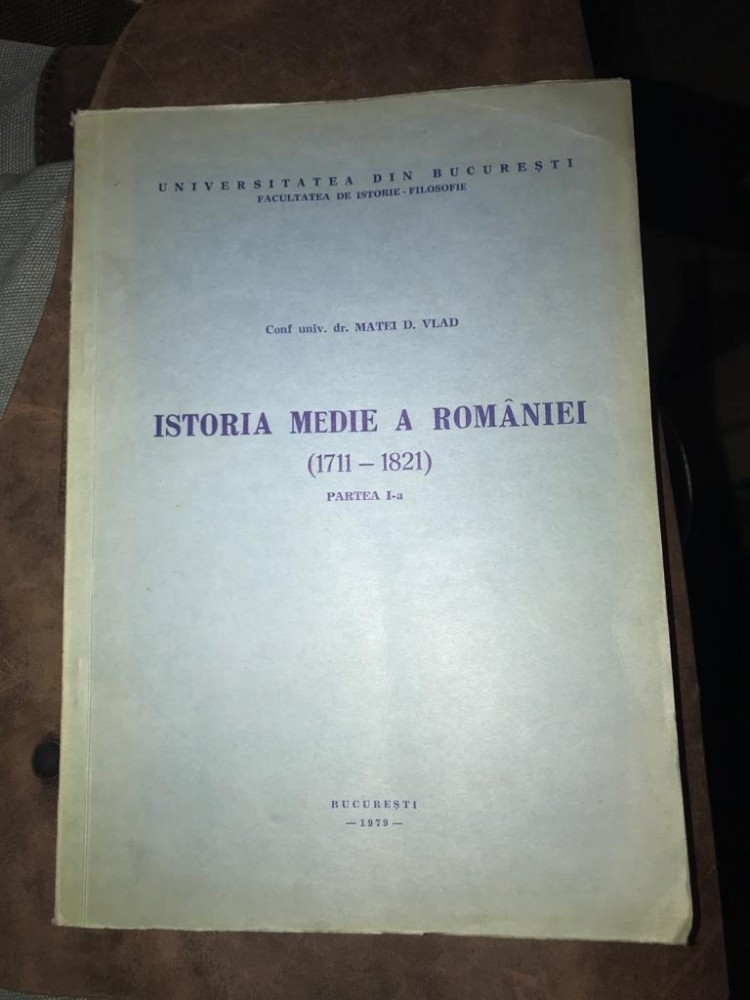 UNIVERSITATEA DIN BUCUREȘTI
FACULTATEA DE ISTORIE - FILOSOFIE
Conf univ. dr. MATEI D. VLAD
ISTORIA MEDIE A ROMÂNIEI
(1711 – 1821)
PARTEA I-a
BUCUREȘTI
— 1979 —